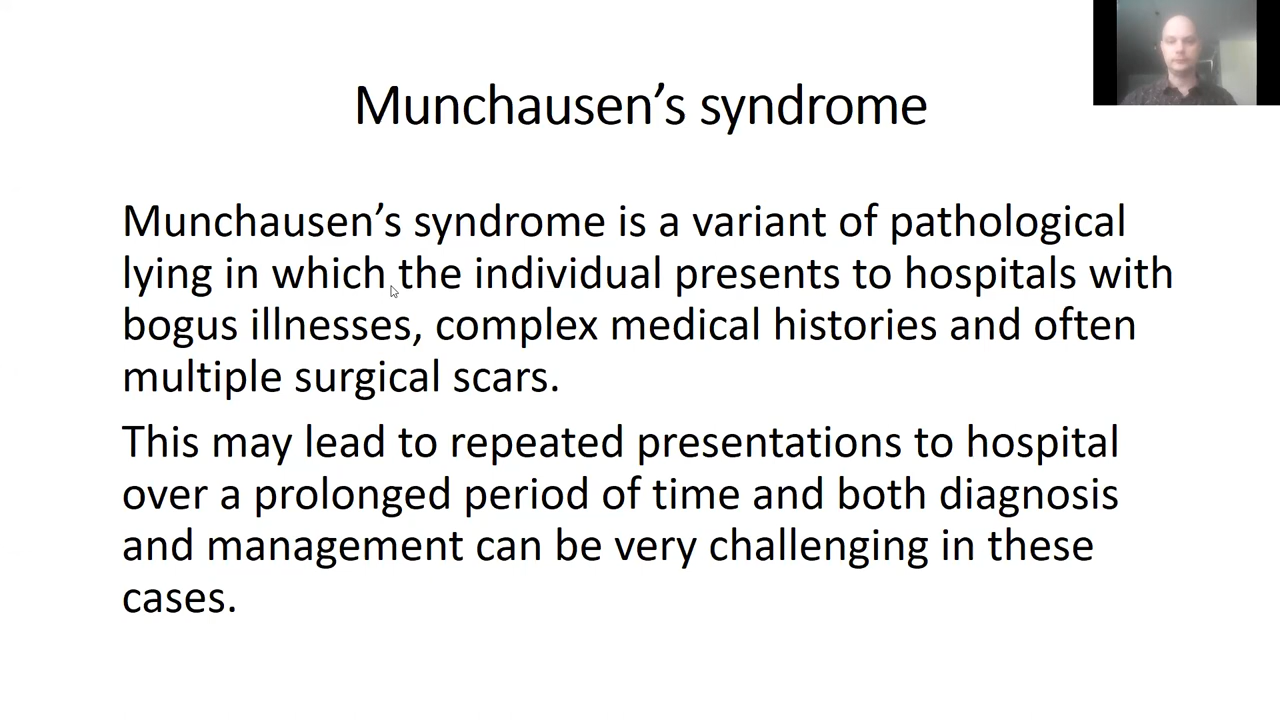 Munchausen’s syndrome
Munchausen’s syndrome is a variant of pathological
lying in which the individual presents to hospitals with
bogus illnesses, complex medical histories and often
multiple surgical scars.
This may lead to repeated presentations to hospital
over a prolonged period of time and both diagnosis
and management can be very challenging in these
cases.